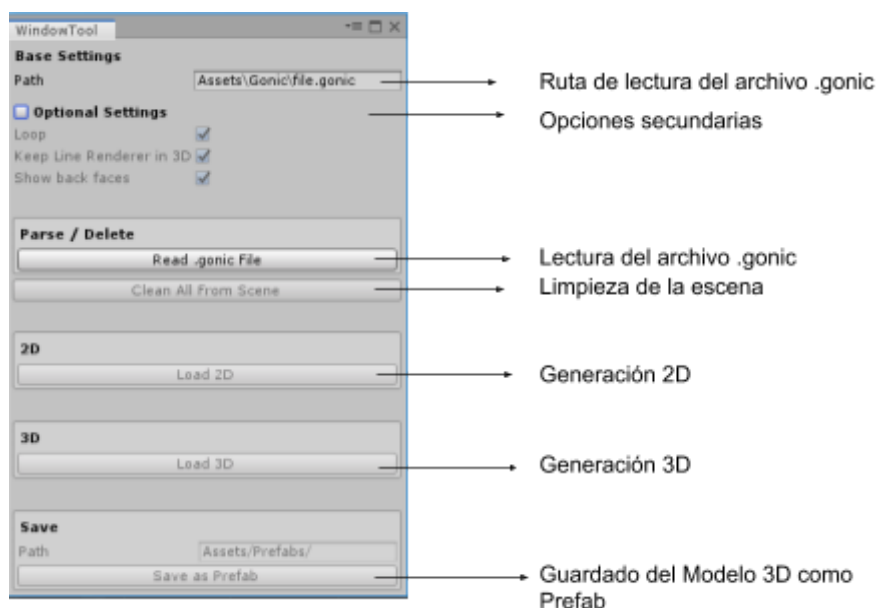 WindowTool
Base Settings
Path Assets\Gonic\file.gonic
Ruta de lectura del archivo .gonic
Optional Settings
Opciones secundarias
Loop
Keep Line Renderer in 3D
Show back faces
Parse / Delete
Read .gonic File
Lectura del archivo .gonic
Clean All From Scene
Limpieza de la escena
2D
Load 2D
Generación 2D
3D
Load 3D
Generación 3D
Save
Path Assets/Prefabs/
Save as Prefab
Guardado del Modelo 3D como
Prefab